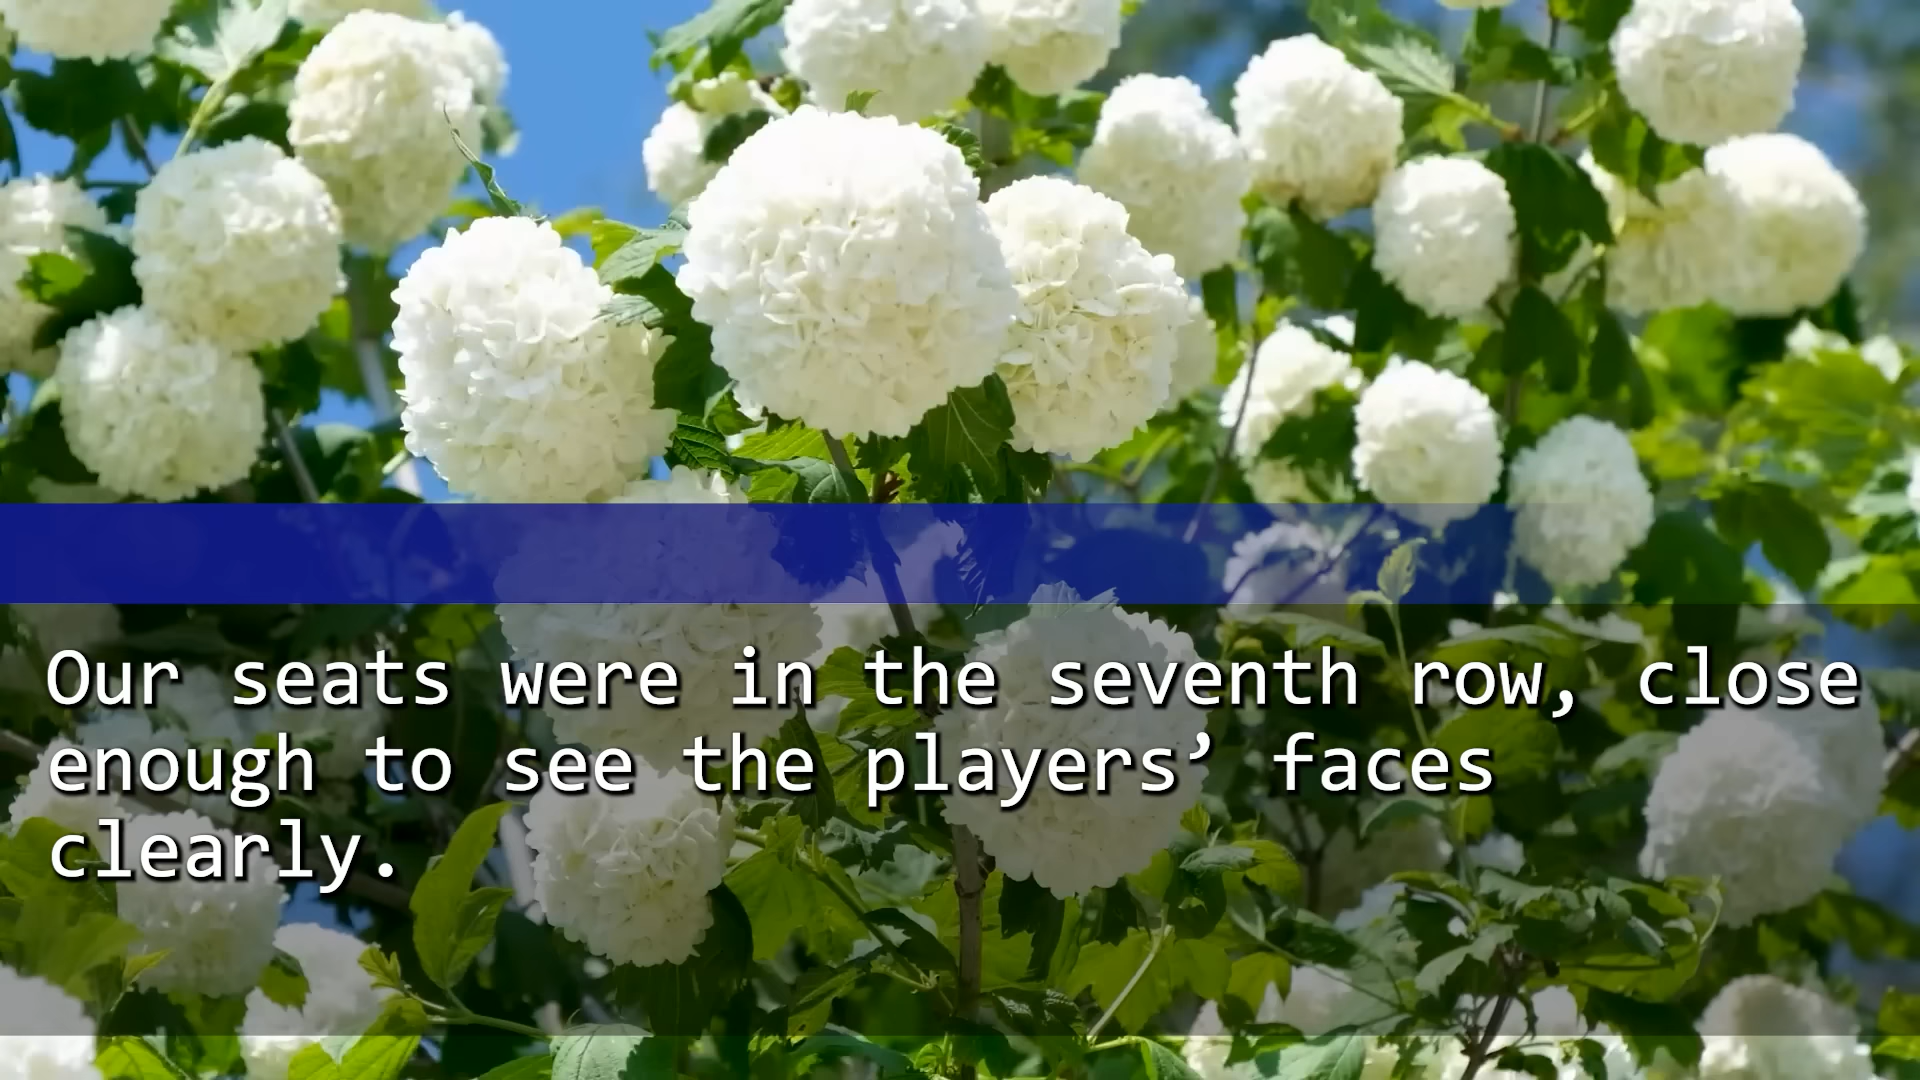 Our seats were in the seventh row, close
enough to see the players’ faces
clearly.